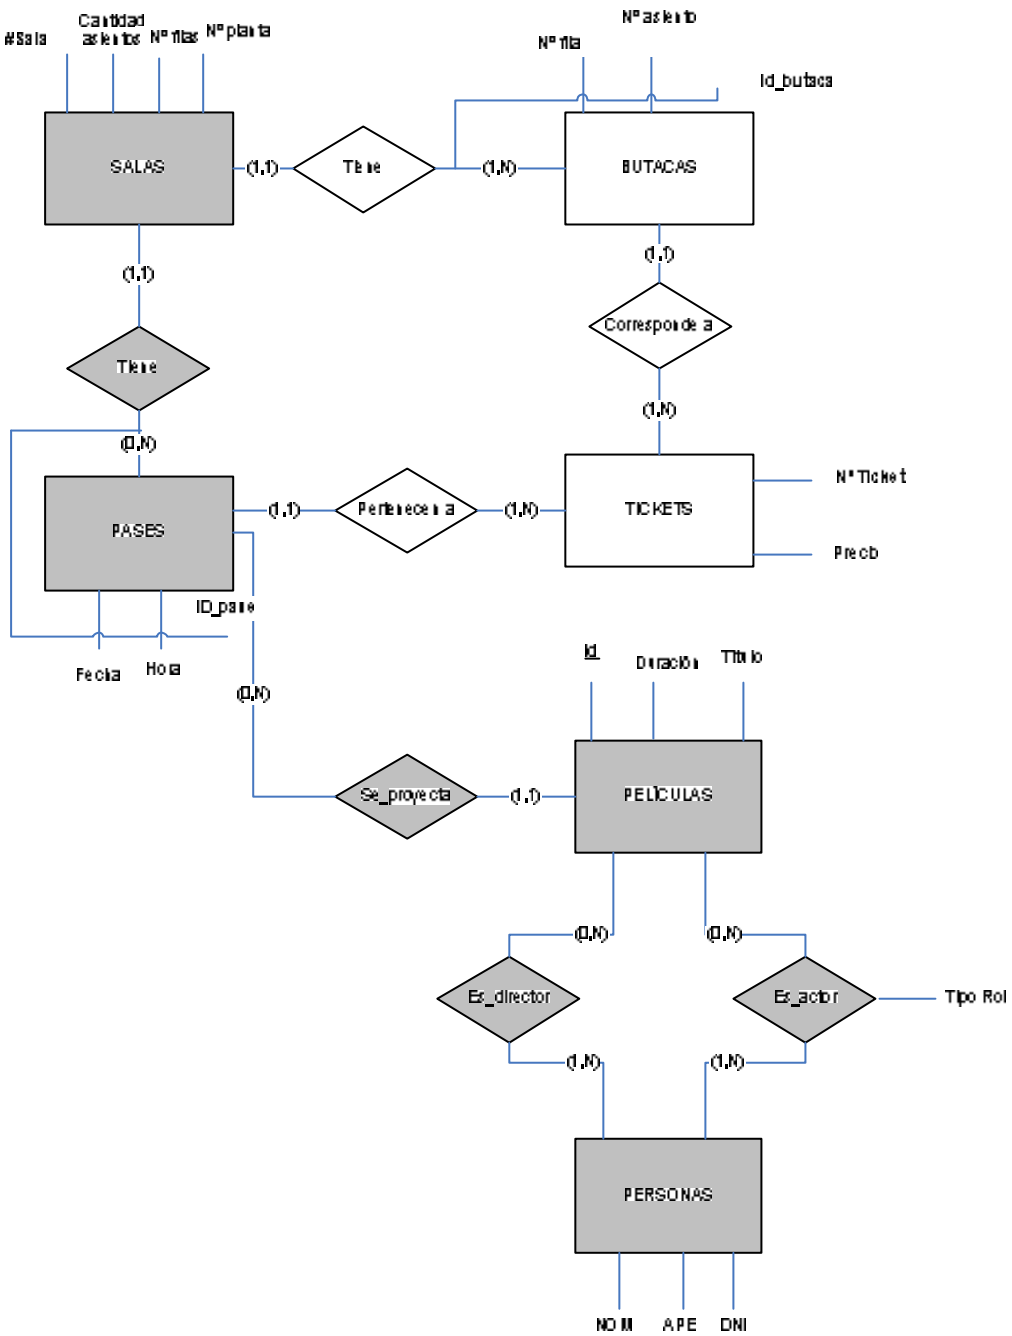 #Sala
Cantidad
asientos
Nº filas
Nº planta
Nº fila
Nº asiento
Id_butaca
SALAS
(1,1)
Tiene
(1,N)
BUTACAS
(1,1)
(1,1)
Corresponde a
Tiene
(1,N)
(0,N)
PASES
(1,1)
Pertenecen a
(1,N)
TICKETS
Nº Ticket
Precio
ID_pase
Fecha
Hora
(0,N)
Id
Duración
Título
Se_proyecta
(1,1)
PELÍCULAS
(0,N)
(0,N)
Es_director
Es_actor
Tipo Rol
(1,N)
(1,N)
PERSONAS
NOM
APE
DNI